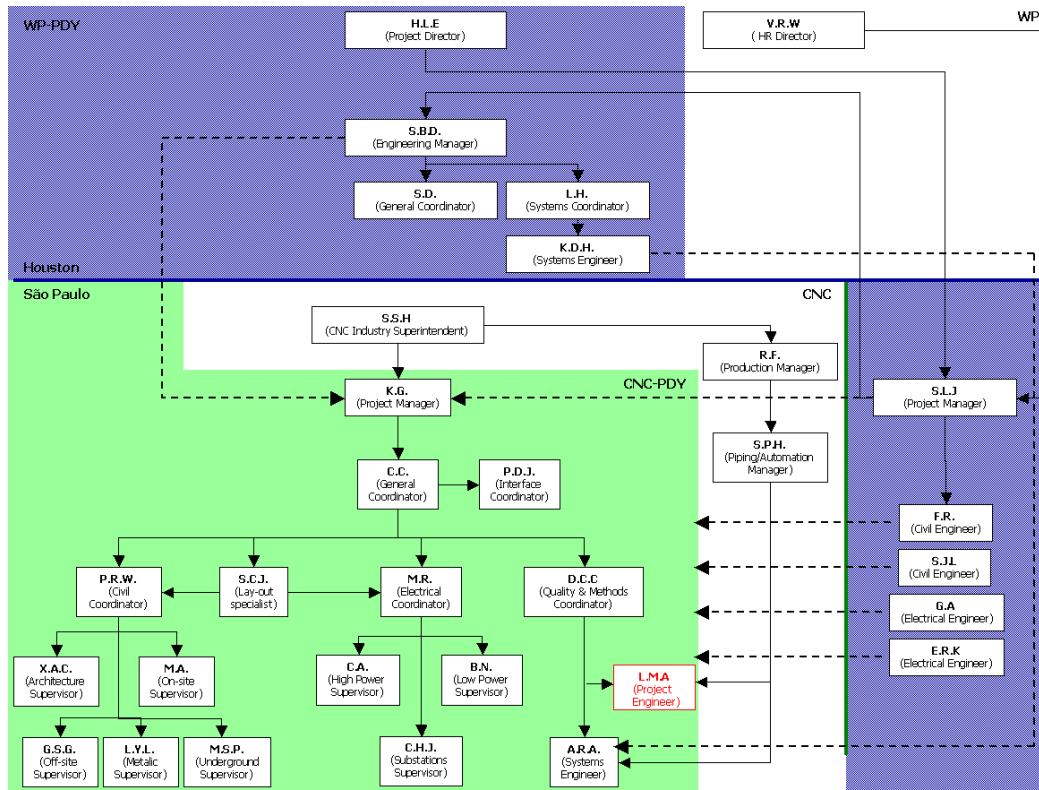 WP-PDY
H.L.E
(Project Director)
V.R.W
( HR Director)
WP
S.B.D.
(Engineering Manager)
S.D.
(General Coordinator)
L.H.
(Systems Coordinator)
K.D.H.
(Systems Engineer)
Houston
São Paulo
CNC
S.S.H
(CNC Industry Superintendent)
R.F.
(Production Manager)
CNC-PDY
K.G.
(Project Manager)
S.L.J
(Project Manager)
S.P.H.
(Piping/Automation
Manager)
C.C.
(General
Coordinator)
P.D.J.
(Interface
Coordinator)
F.R.
(Civil Engineer)
S.J.L
(Civil Engineer)
P.R.W.
(Civil
Coordinator)
S.C.J.
(Lay-out
specialist)
M.R.
(Electrical
Coordinator)
D.C.C
(Quality & Methods
Coordinator)
G.A
(Electrical Engineer)
E.R.K
(Electrical Engineer)
X.A.C.
(Architecture
Supervisor)
M.A.
(On-site
Supervisor)
C.A.
(High Power
Supervisor)
B.N.
(Low Power
Supervisor)
L.M.A
(Project
Engineer)
G.S.G.
(Off-site
Supervisor)
L.Y.L.
(Metalic
Supervisor)
M.S.P.
(Underground
Supervisor)
C.H.J.
(Substations
Supervisor)
A.R.A.
(Systems
Engineer)